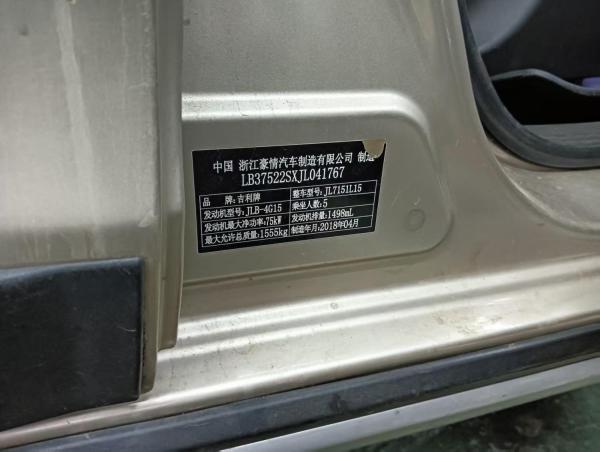 中国 浙江豪情汽车制造有限公司 制造
LB37522SXJL041767
品 牌:吉利牌 整车型号:JL7151L15
发动机型号:JLB-4G15 乘坐人数:5
发动机最大净功率:75kW 发动机排量:1498mL
最大允许总质量:1555kg 制造年月:2018年04月